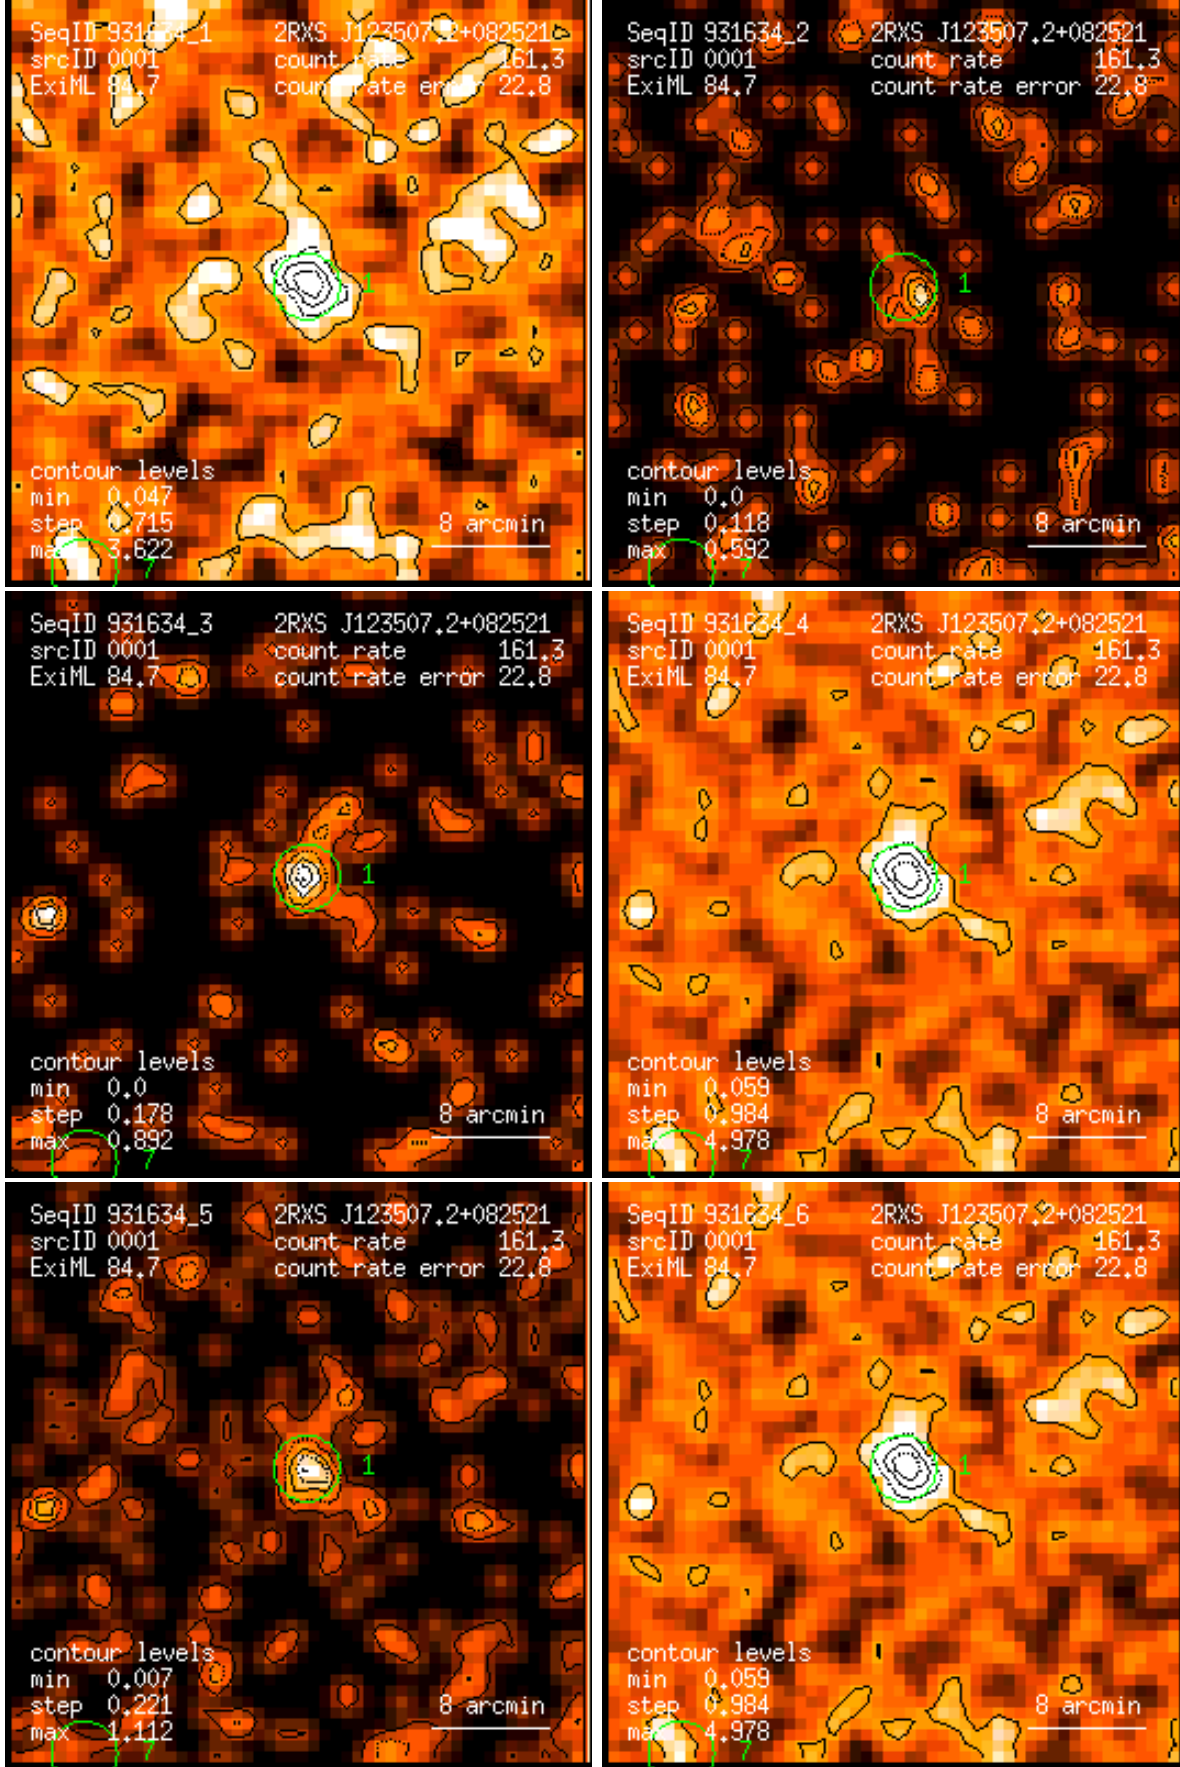 SeqID 931634_1 2RXS J123507.2+082521
srcID 0001 count rate 161.3
ExiML 84.7 count rate error 22.8
1
contour levels
min 0.047
step 0.715
max 3.622
8 arcmin
7
SeqID 931634_2 2RXS J123507.2+082521
srcID 0001 count rate 161.3
ExiML 84.7 count rate error 22.8
1
contour levels
min 0.0
step 0.118
max 0.592
8 arcmin
7
SeqID 931634_3 2RXS J123507.2+082521
srcID 0001 count rate 161.3
ExiML 84.7 count rate error 22.8
1
contour levels
min 0.0
step 0.178
max 0.892
8 arcmin
7
SeqID 931634_4 2RXS J123507.2+082521
srcID 0001 count rate 161.3
ExiML 84.7 count rate error 22.8
1
contour levels
min 0.059
step 0.984
max 4.978
8 arcmin
7
SeqID 931634_5 2RXS J123507.2+082521
srcID 0001 count rate 161.3
ExiML 84.7 count rate error 22.8
1
contour levels
min 0.007
step 0.221
max 1.112
8 arcmin
7
SeqID 931634_6 2RXS J123507.2+082521
srcID 0001 count rate 161.3
ExiML 84.7 count rate error 22.8
1
contour levels
min 0.059
step 0.984
max 4.978
8 arcmin
7